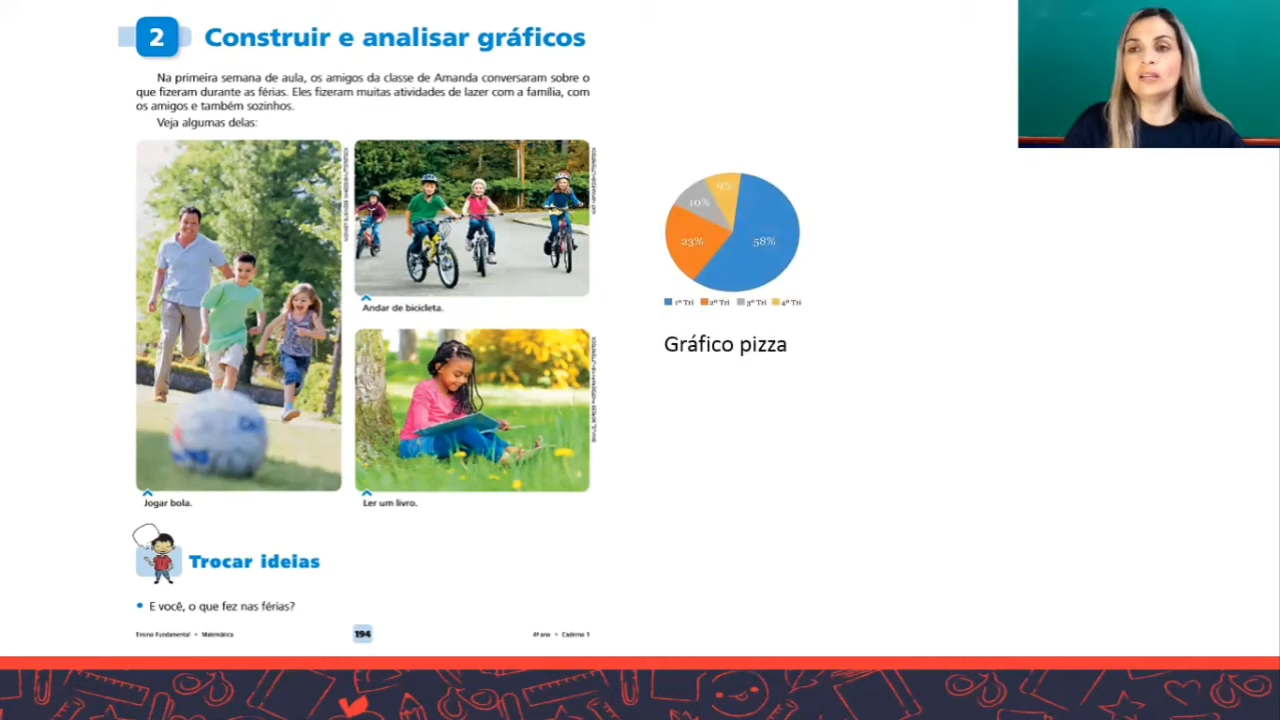 2 Construir e analisar gráficos
Na primeira semana de aula, os amigos da classe de Amanda conversaram sobre o
que fizeram durante as férias. Eles fizeram muitas atividades de lazer com a família, com
os amigos e também sozinhos.
Veja algumas delas:
Andar de bicicleta.
Jogar bola.
Ler um livro.
Trocar ideias
• E você, o que fez nas férias?
Ensino Fundamental • Matemática
194
4º ano • Caderno 1
9%
10%
23%
58%
1º Tri 2º Tri 3º Tri 4º Tri
Gráfico pizza